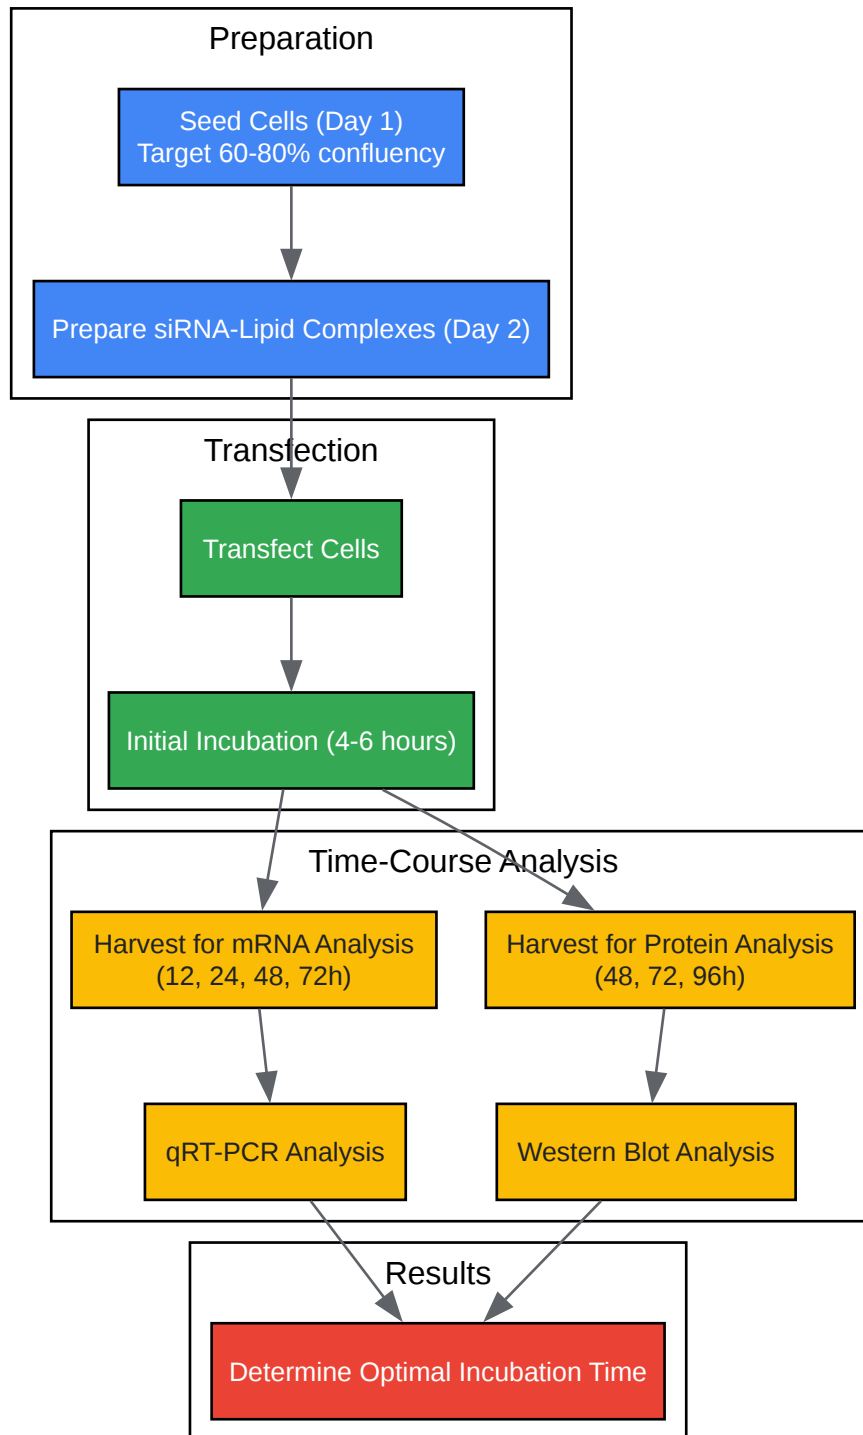 Preparation
Seed Cells (Day 1)
Target 60-80% confluency
Prepare siRNA-Lipid Complexes (Day 2)
Transfection
Transfect Cells
Initial Incubation (4-6 hours)
Time-Course Analysis
Harvest for mRNA Analysis
(12, 24, 48, 72h)
Harvest for Protein Analysis
(48, 72, 96h)
qRT-PCR Analysis
Western Blot Analysis
Results
Determine Optimal Incubation Time